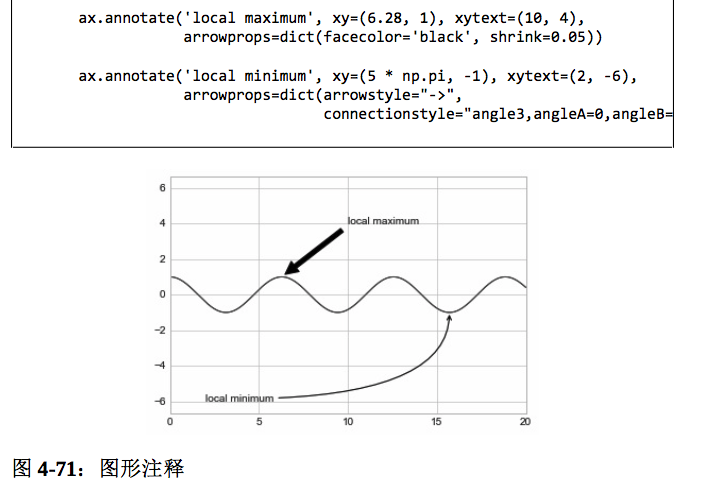 ax.annotate('local maximum', xy=(6.28, 1), xytext=(10, 4),
arrowprops=dict(facecolor='black', shrink=0.05))
ax.annotate('local minimum', xy=(5 * np.pi, -1), xytext=(2, -6),
arrowprops=dict(arrowstyle="->",
connectionstyle="angle3,angleA=0,angleB=
6
4
local maximum
2
0
−2
−4
−6
local minimum
0 5 10 15 20
图 4-71：图形注释